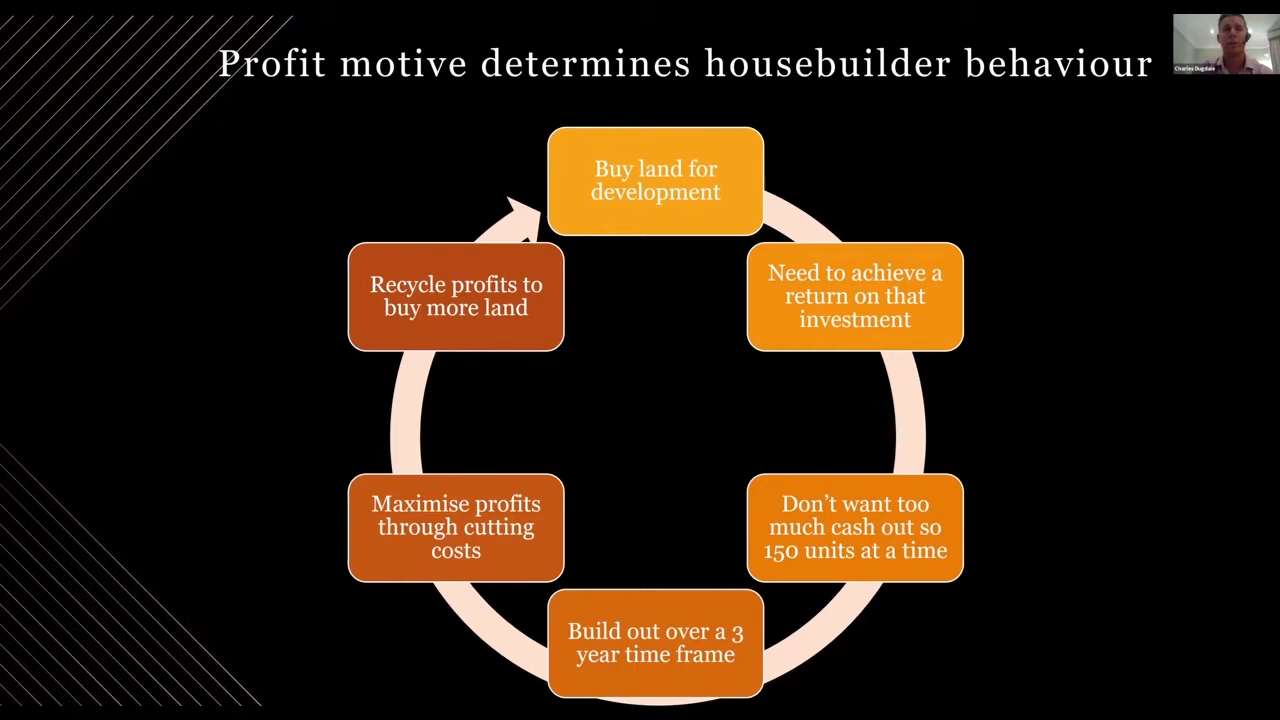 Profit motive determines housebuilder behaviour
Charles Dugdale
Buy land for
development
Need to achieve a
return on that
investment
Don’t want too
much cash out so
150 units at a time
Build out over a 3
year time frame
Maximise profits
through cutting
costs
Recycle profits to
buy more land